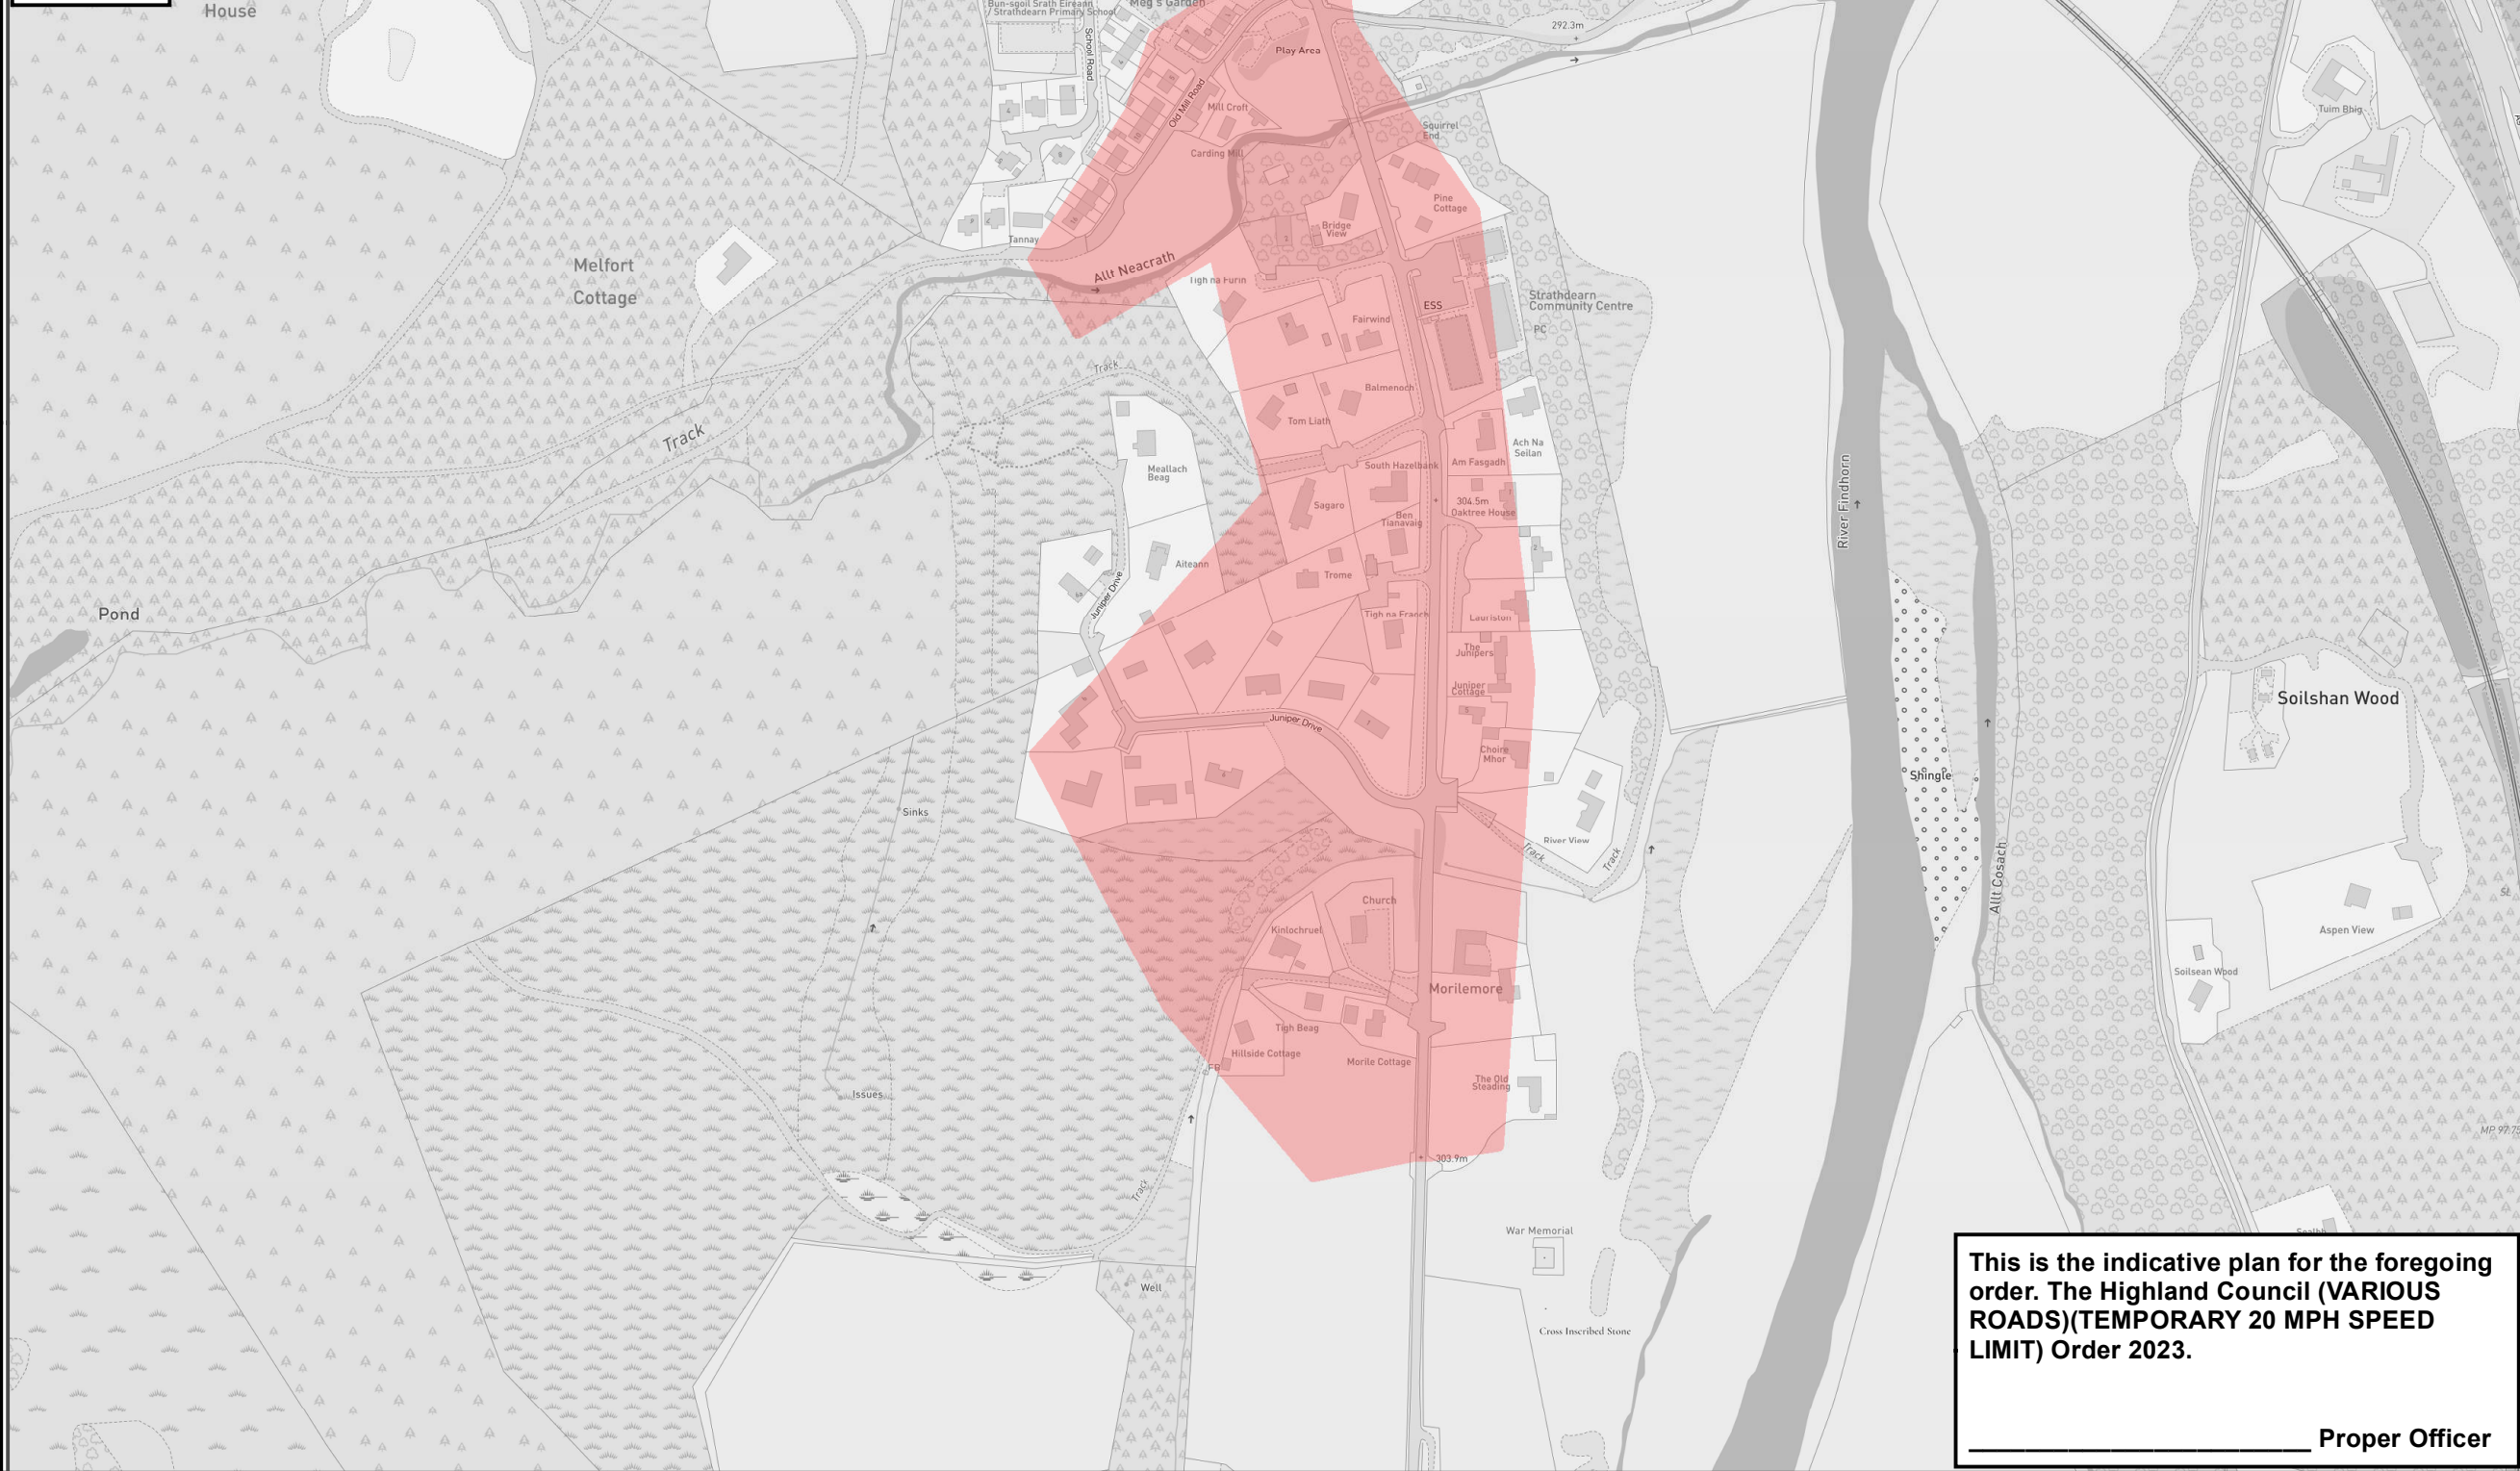 House
Bun-sgoil Srath Eireann
/ Strathdearn Primary School
Meg's Garden
School Road
292.3m
Play Area
Old Mill Road
Mill Croft
Tuim Bhig
Squirrel
End
Carding Mill
Pine
Cottage
Bridge
View
Tannay
Melfort
Cottage
Allt Neacrath
Tigh na Furin
ESS
Strathdearn
Community Centre
PC
Fairwind
Track
Balmenoch
Tom Liath
Track
Ach Na
Seilan
Meallach
Beag
South Hazelbank
Am Fasgadh
River Findhorn
Sagaro
304.5m
Oaktree House
Ben
Tianavaig
Aiteann
Juniper Drive
Trome
Pond
Tigh na Fraoch
Lauriston
The
Junipers
Juniper
Cottage
Soilshan Wood
Juniper Drive
Choire
Mhor
Shingle
Sinks
River View
Track
Track
Allt Cosach
Church
Kinlochruel
Aspen View
Soilsean Wood
Morilemore
Tigh Beag
Hillside Cottage
Morile Cottage
FB
The Old
Steading
Issues
MP 97.75
303.9m
Track
War Memorial
Well
Cross Inscribed Stone
This is the indicative plan for the foregoing
order. The Highland Council (VARIOUS
ROADS)(TEMPORARY 20 MPH SPEED
LIMIT) Order 2023.
Proper Officer